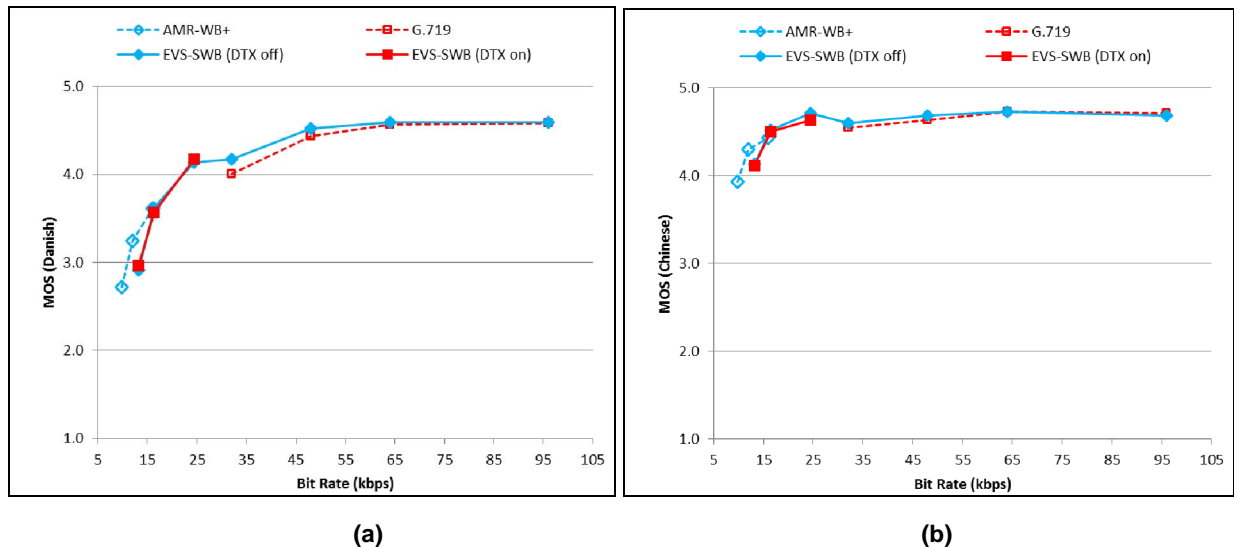 AMR-WB+ G.719
EVS-SWB (DTX off) EVS-SWB (DTX on)
5.0
4.0
3.0
2.0
1.0
MOS (Danish)
5 15 25 35 45 55 65 75 85 95 105
Bit Rate (kbps)
(a)
AMR-WB+ G.719
EVS-SWB (DTX off) EVS-SWB (DTX on)
5.0
4.0
3.0
2.0
1.0
MOS (Chinese)
5 15 25 35 45 55 65 75 85 95 105
Bit Rate (kbps)
(b)